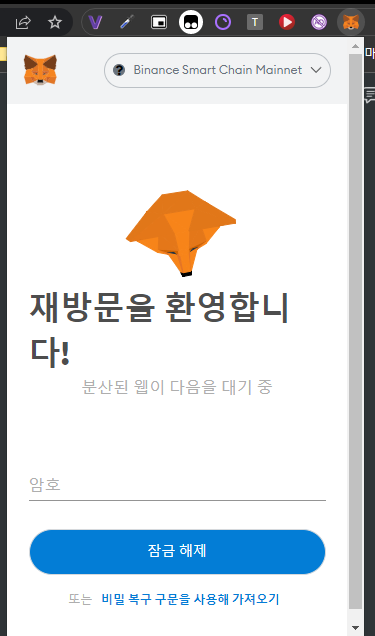 Binance Smart Chain Mainnet
재방문을 환영합니
다!
분산된 웹이 다음을 대기 중
암호
잠금 해제
또는 비밀 복구 구문을 사용해 가져오기
마
T